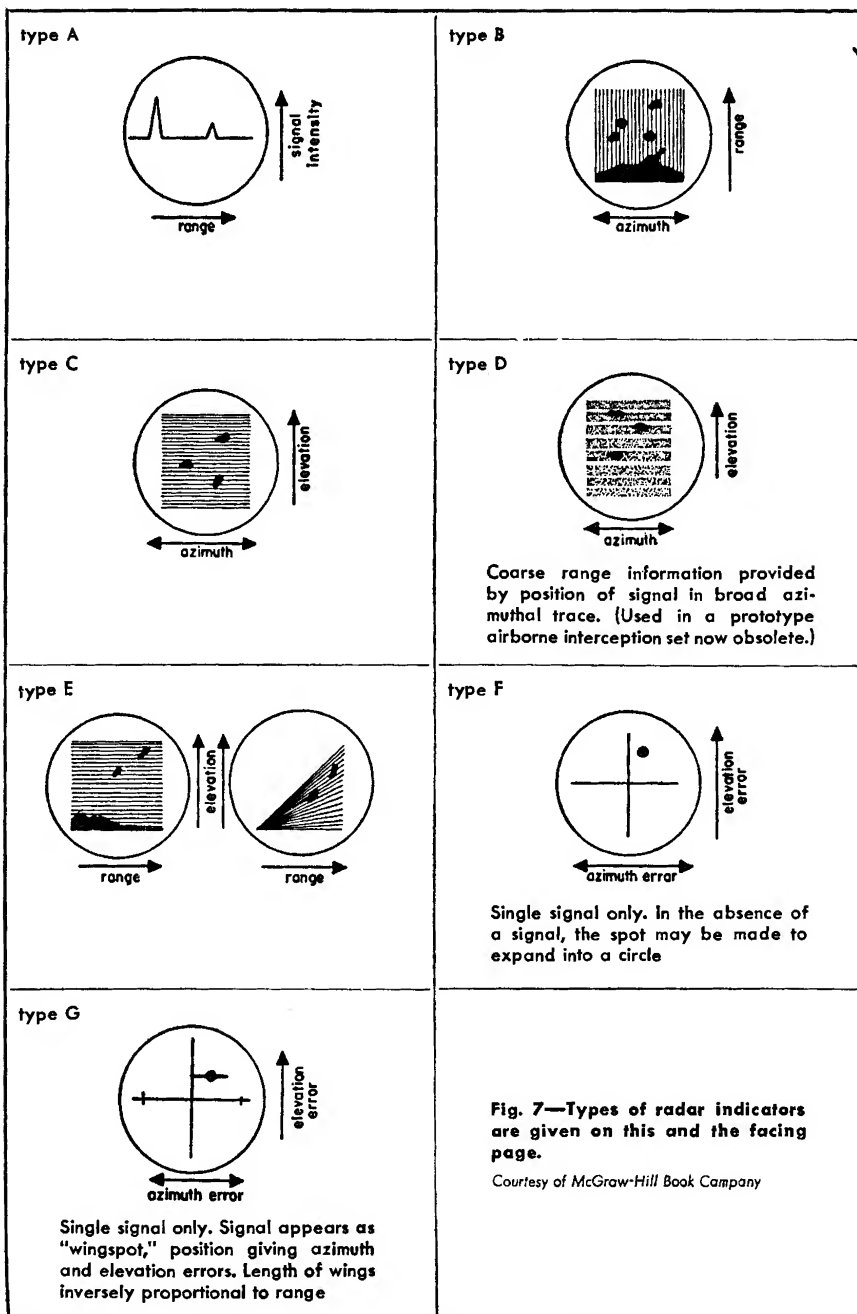 type A
signal
intensity
range
type B
range
azimuth
type C
elevation
azimuth
type D
elevation
azimuth
Coarse range information provided
by position of signal in broad azi-
muthal trace. (Used in a prototype
airborne interception set now obsolete.)
type E
elevation
range
elevation
range
type F
elevation
error
azimuth error
Single signal only. In the absence of
a signal, the spot may be made to
expand into a circle
type G
elevation
error
azimuth error
Single signal only. Signal appears as
"wingspot," position giving azimuth
and elevation errors. Length of wings
inversely proportional to range
Fig. 7—Types of radar indicators
are given on this and the facing
page.
Courtesy of McGraw-Hill Book Company